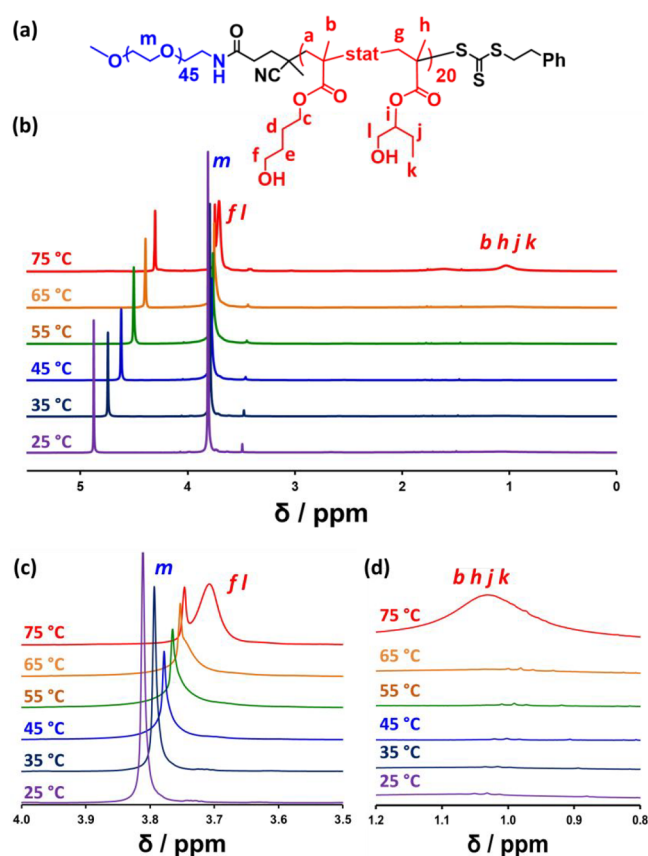 (a)
m
O
O
45
N
H
O
CN
a
b
stat
g
h
20
S
S
S
Ph
O
O
c
d
e
f
OH
O
O
i
l
j
k
OH
(b)
m
f l
b h j k
75 °C
65 °C
55 °C
45 °C
35 °C
25 °C
5 4 3 2 1 0
δ / ppm
(c)
m
f l
75 °C
65 °C
55 °C
45 °C
35 °C
25 °C
4.0 3.9 3.8 3.7 3.6 3.5
δ / ppm
(d)
b h j k
75 °C
65 °C
55 °C
45 °C
35 °C
25 °C
1.2 1.1 1.0 0.9 0.8
δ / ppm